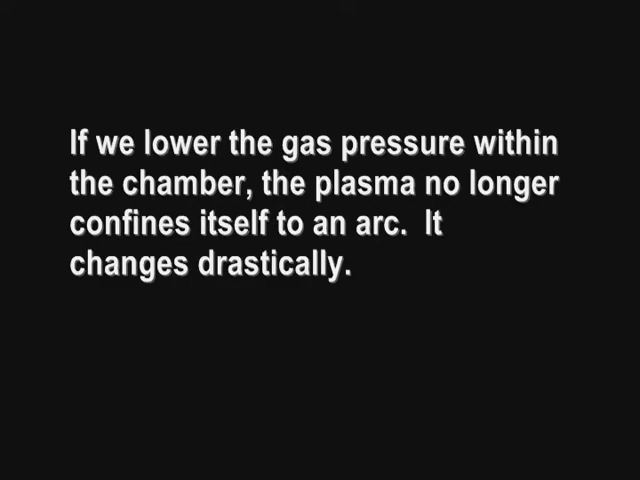 If we lower the gas pressure within
the chamber, the plasma no longer
confines itself to an arc.  It
changes drastically.